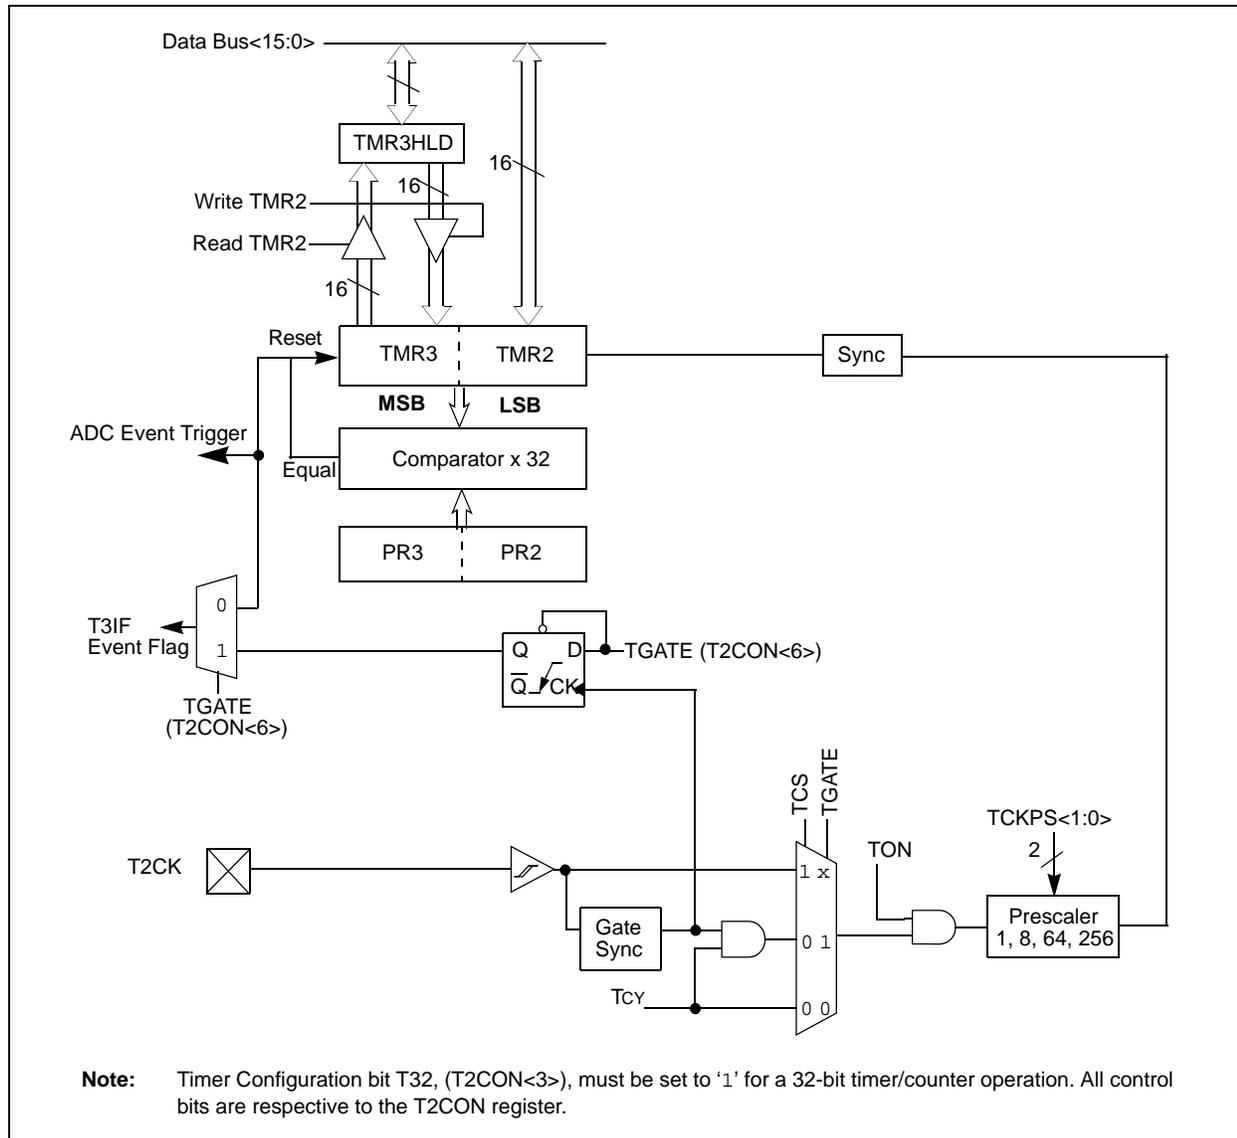 Data Bus<15:0>
TMR3HLD
16
16
Write TMR2
Read TMR2
16
Reset
TMR3
TMR2
Sync
MSB
LSB
ADC Event Trigger
Equal
Comparator x 32
PR3
PR2
0
T3IF
Event Flag
1
Q
D
TGATE (T2CON<6>)
Q
CK
TGATE
(T2CON<6>)
TCS
TGATE
TCKPS<1:0>
2
TON
T2CK
1 x
Prescaler
1, 8, 64, 256
Gate
Sync
0 1
TCY
0 0
Note: Timer Configuration bit T32, (T2CON<3>), must be set to ‘1’ for a 32-bit timer/counter operation. All control
bits are respective to the T2CON register.